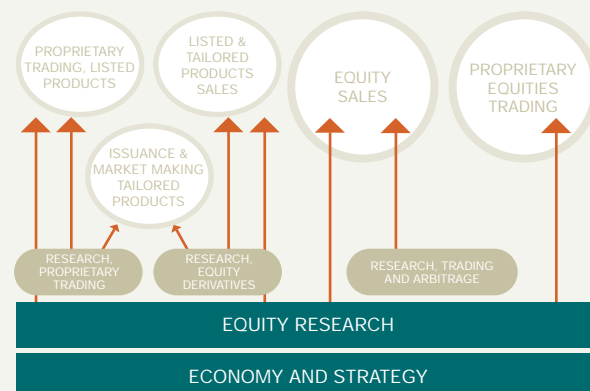 PROPRIETARY
TRADING, LISTED
PRODUCTS
LISTED &
TAILORED
PRODUCTS
SALES
EQUITY
SALES
PROPRIETARY
EQUITIES
TRADING
ISSUANCE &
MARKET MAKING
TAILORED
PRODUCTS
RESEARCH,
PROPRIETARY
TRADING
RESEARCH,
EQUITY
DERIVATIVES
RESEARCH, TRADING
AND ARBITRAGE
EQUITY RESEARCH
ECONOMY AND STRATEGY